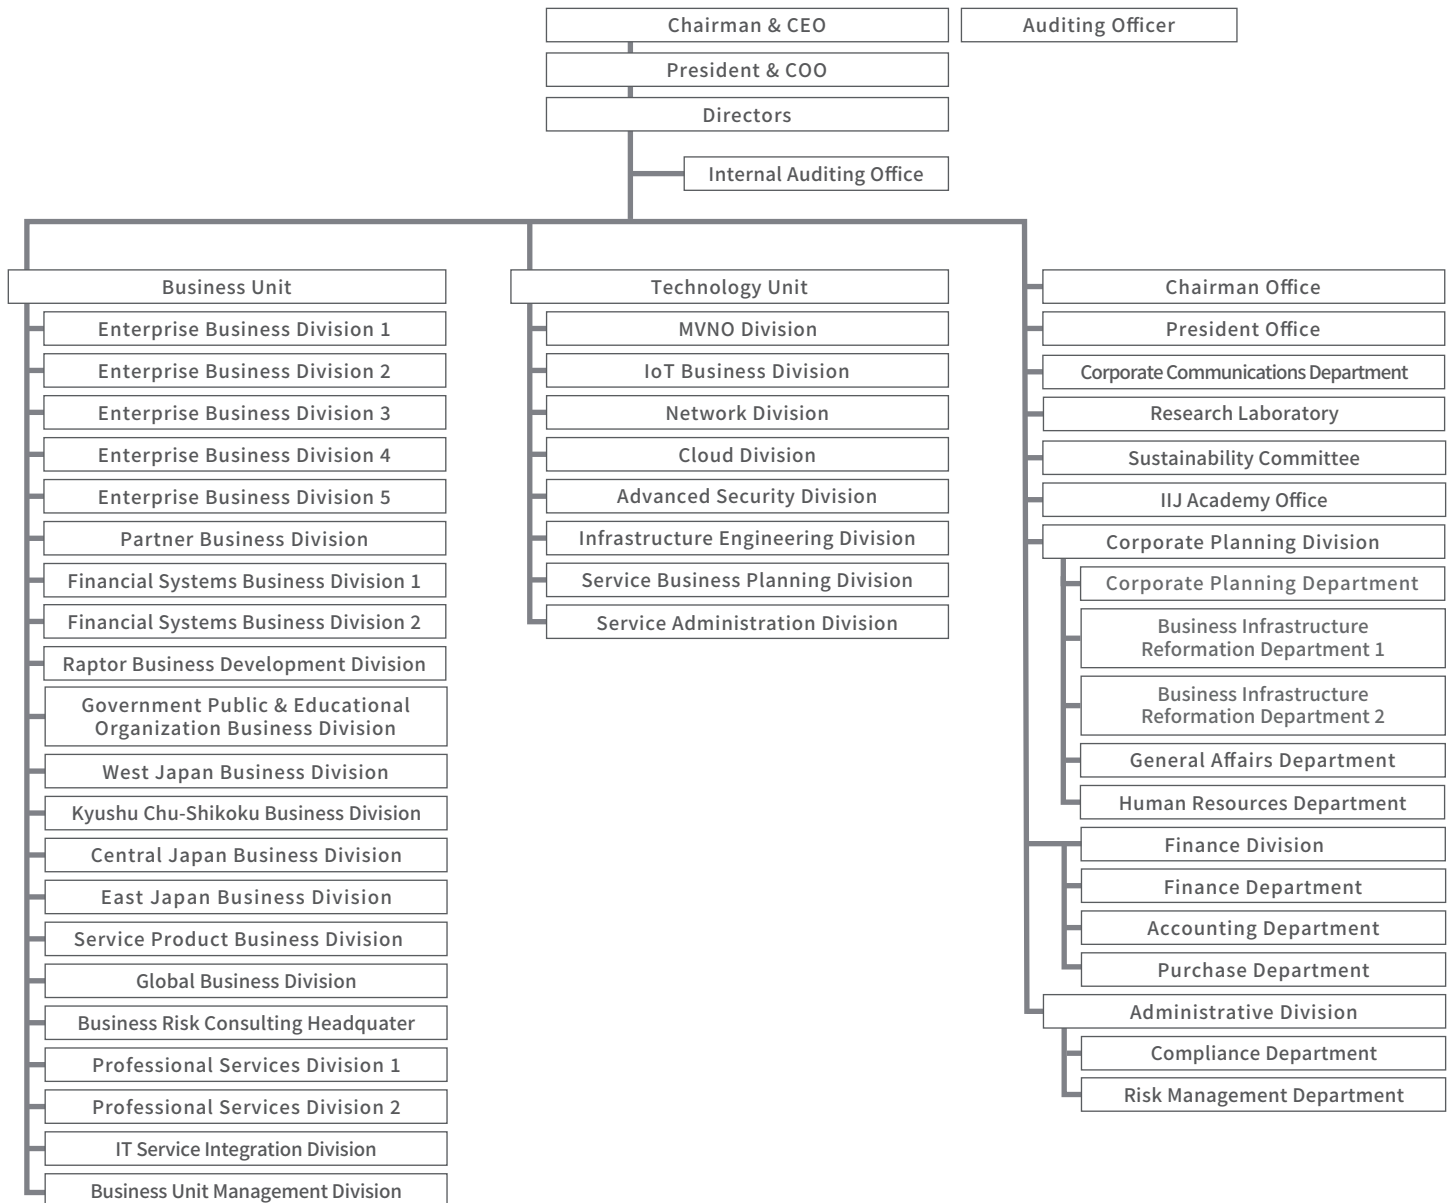 Chairman & CEO
Auditing Officer
President & COO
Directors
Internal Auditing Office
Business Unit
Enterprise Business Division 1
Enterprise Business Division 2
Enterprise Business Division 3
Enterprise Business Division 4
Enterprise Business Division 5
Partner Business Division
Financial Systems Business Division 1
Financial Systems Business Division 2
Raptor Business Development Division
Government Public & Educational
Organization Business Division
West Japan Business Division
Kyushu Chu-Shikoku Business Division
Central Japan Business Division
East Japan Business Division
Service Product Business Division
Global Business Division
Business Risk Consulting Headquater
Professional Services Division 1
Professional Services Division 2
IT Service Integration Division
Business Unit Management Division
Technology Unit
MVNO Division
IoT Business Division
Network Division
Cloud Division
Advanced Security Division
Infrastructure Engineering Division
Service Business Planning Division
Service Administration Division
Chairman Office
President Office
Corporate Communications Department
Research Laboratory
Sustainability Committee
IIJ Academy Office
Corporate Planning Division
Corporate Planning Department
Business Infrastructure
Reformation Department 1
Business Infrastructure
Reformation Department 2
General Affairs Department
Human Resources Department
Finance Division
Finance Department
Accounting Department
Purchase Department
Administrative Division
Compliance Department
Risk Management Department